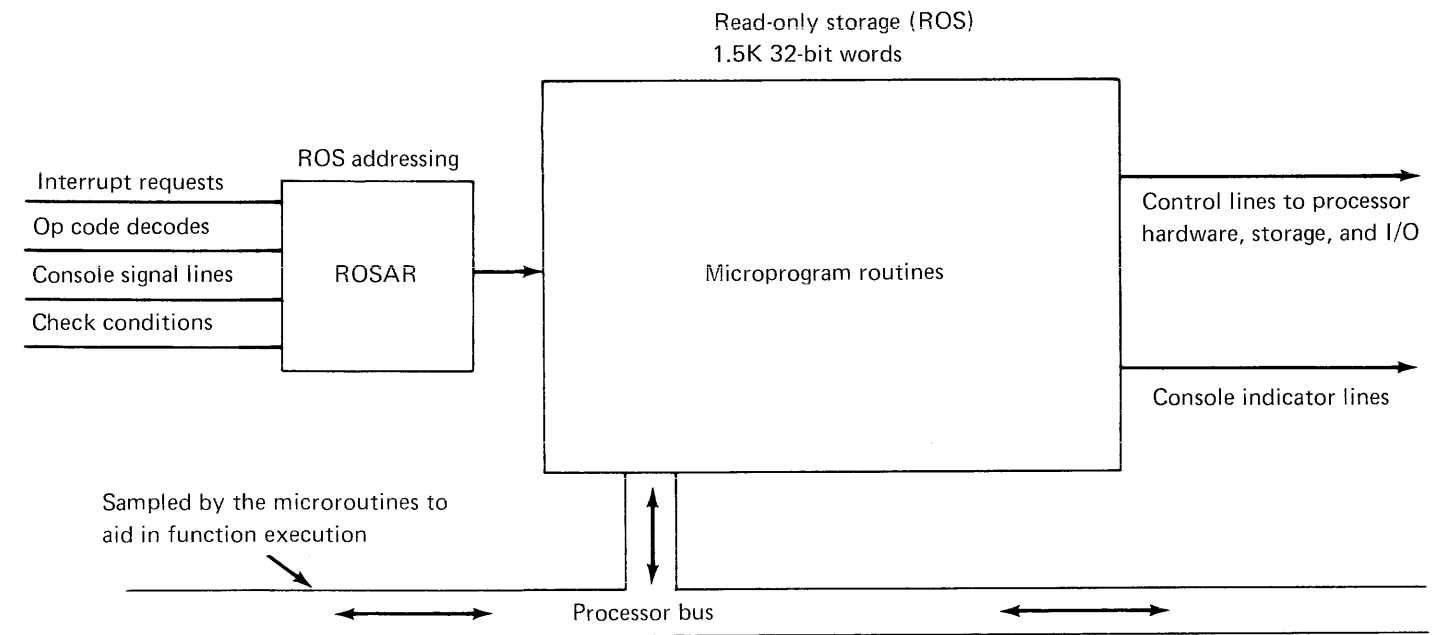 Read-only storage (ROS)
1.5K 32-bit words
ROS addressing
Interrupt requests
Op code decodes
Console signal lines
Check conditions
ROSAR
Microprogram routines
Control lines to processor
hardware, storage, and I/O
Console indicator lines
Sampled by the microroutines to
aid in function execution
Processor bus